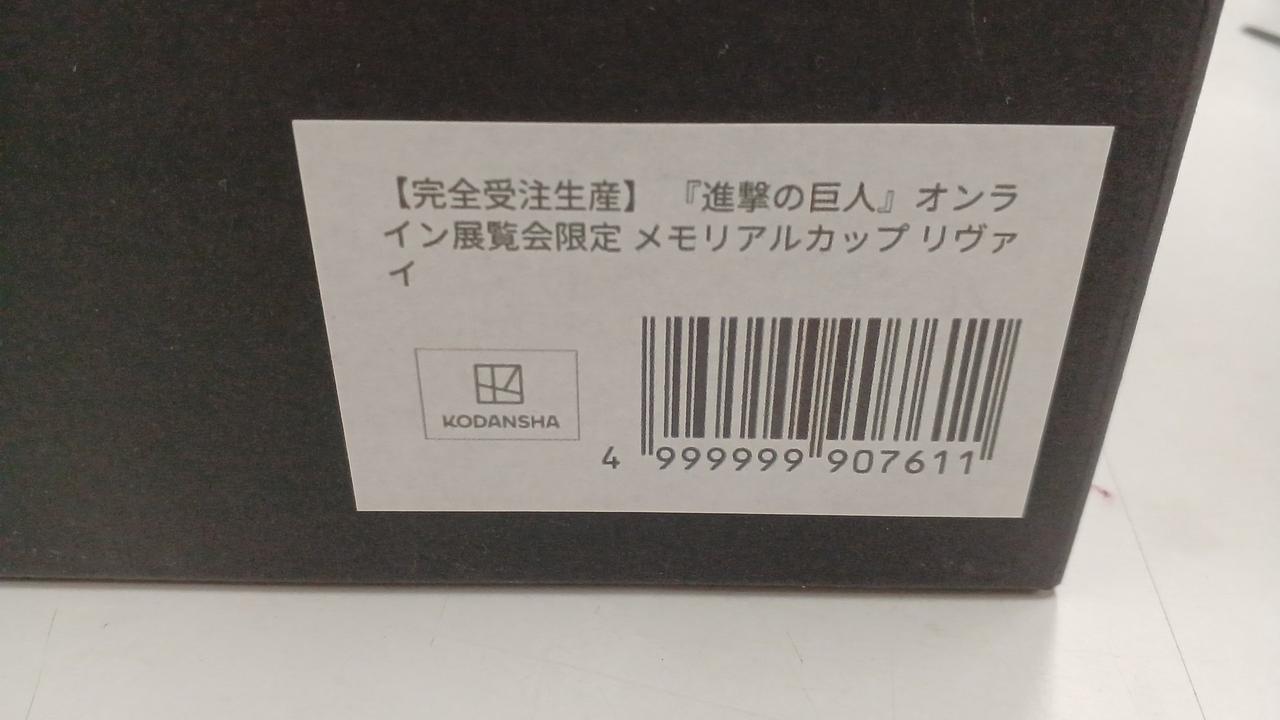 【完全受注生産】 『進撃の巨人』オンラ
イン展覧会限定 メモリアルカップ リヴァ
イ
KODANSHA
4 999999 907611